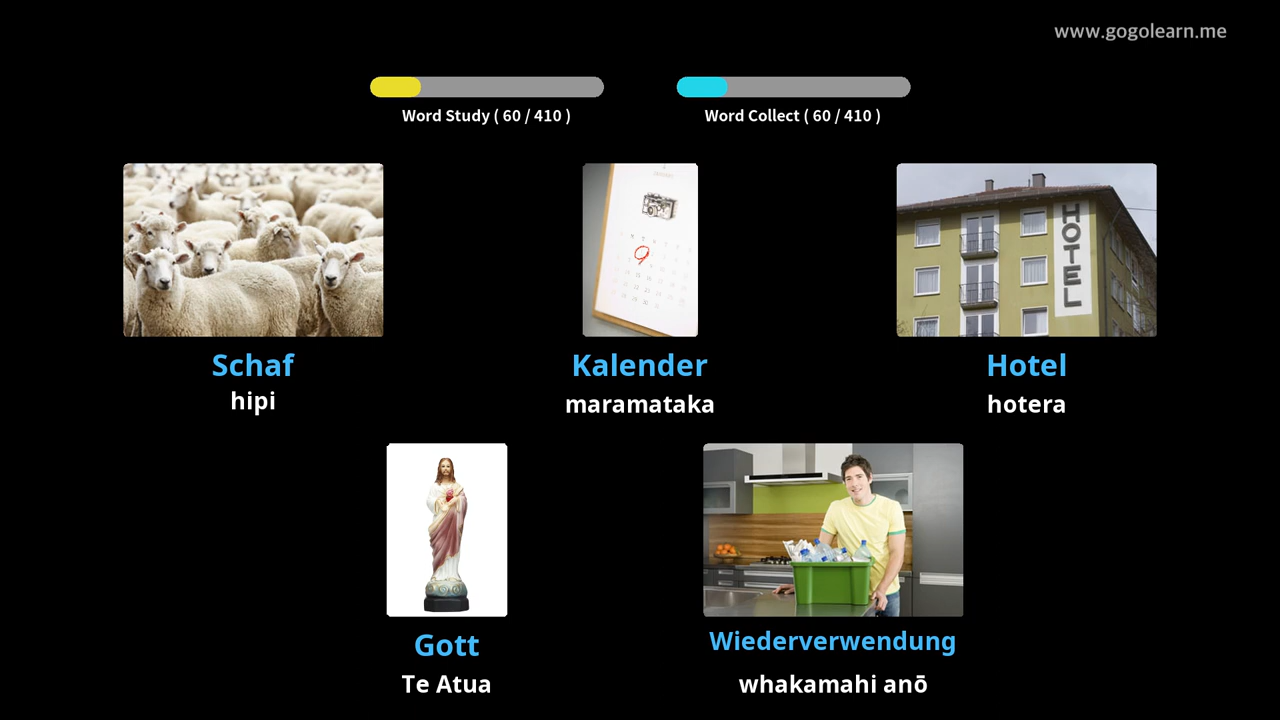 www.gogolearn.me
Word Study ( 60 / 410 )
Word Collect ( 60 / 410 )
HOTEL
Schaf
Kalender
Hotel
hipi
maramataka
hotera
Gott
Wiederverwendung
Te Atua
whakamahi anō